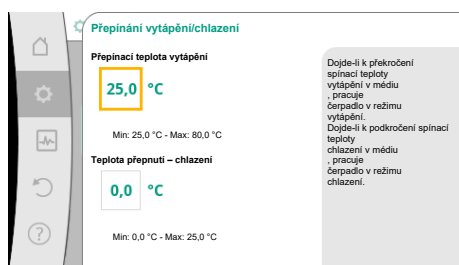 Přepínání vytápění/chlazení
Přepínací teplota vytápění
25,0 °C
Min: 25,0 °C - Max: 80,0 °C
Teplota přepnutí – chlazení
0,0 °C
Min: 0,0 °C - Max: 25,0 °C
Dojde-li k překročení
spínací teploty
vytápění v médiu
, pracuje
čerpadlo v režimu
vytápění.
Dojde-li k podkročení spínací
teploty
chlazení v médiu
, pracuje
čerpadlo v režimu
chlazení.